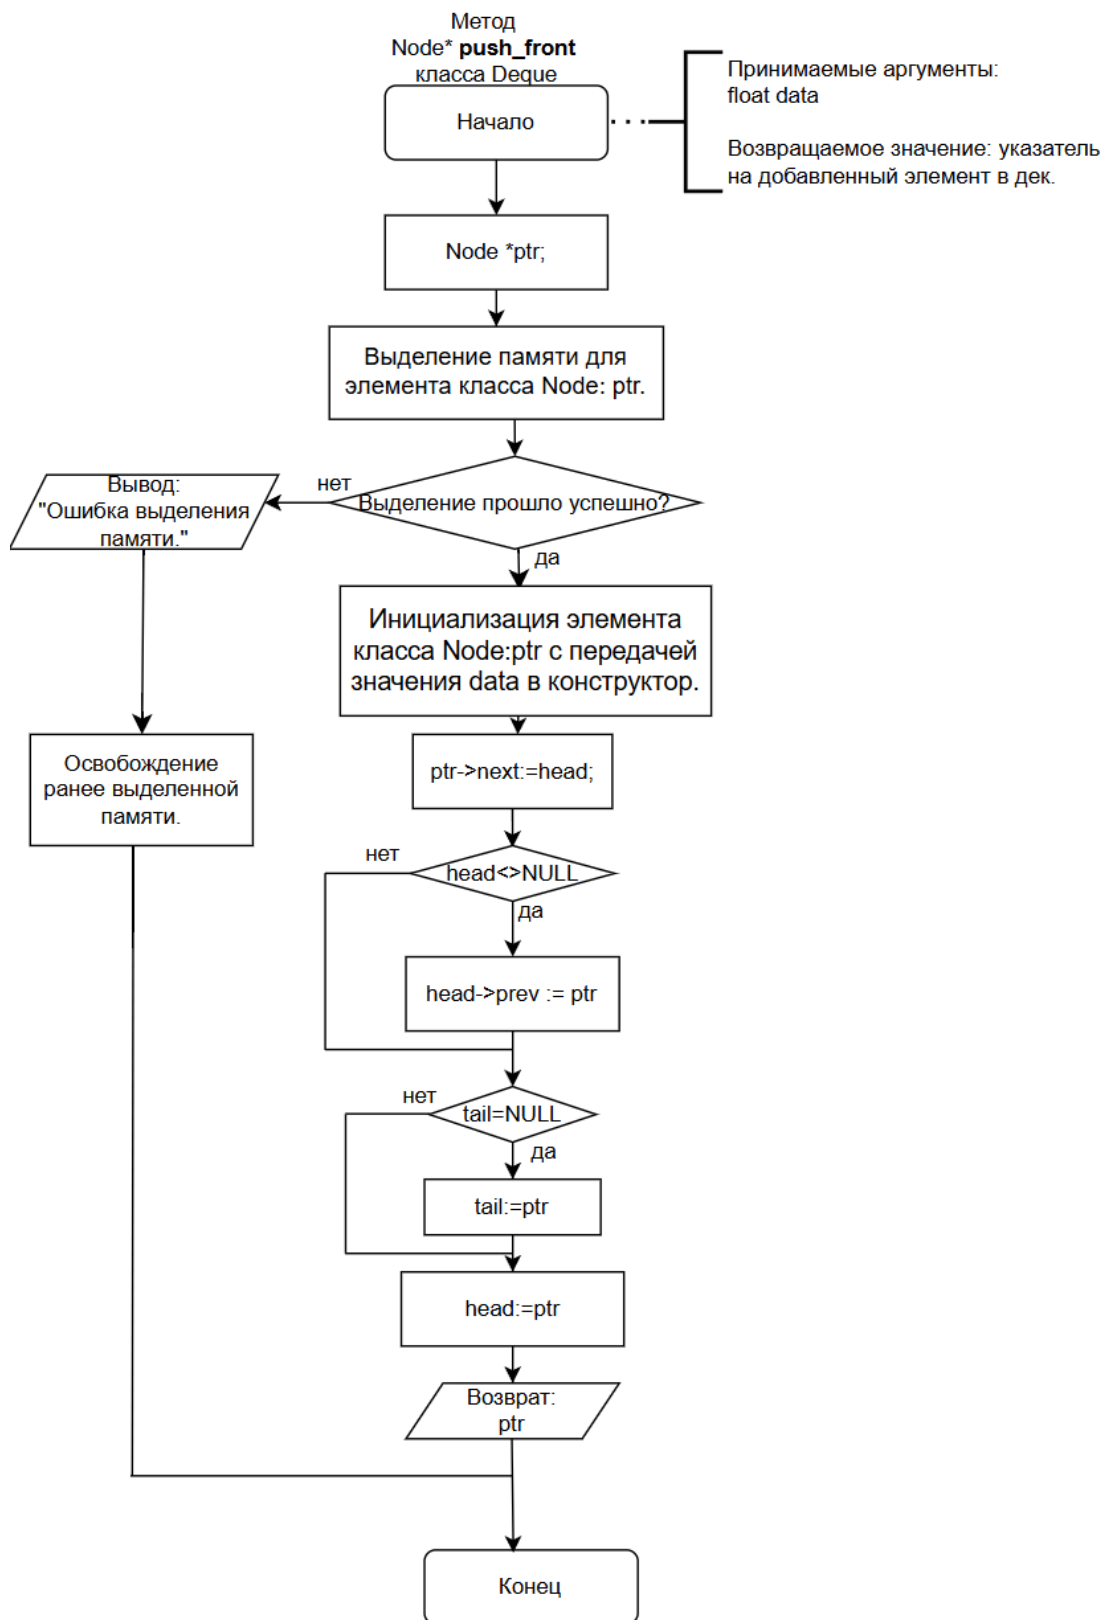 Метод
Node* push_front
класса Deque
Начало
Принимаемые аргументы:
float data
Возвращаемое значение: указатель
на добавленный элемент в дек.
Node *ptr;
Выделение памяти для
элемента класса Node: ptr.
Выделение прошло успешно?
нет
Вывод:
"Ошибка выделения
памяти."
да
Инициализация элемента
класса Node:ptr с передачей
значения data в конструктор.
Освобождение
ранее выделенной
памяти.
ptr->next:=head;
нет
head<>NULL
да
head->prev := ptr
нет
tail=NULL
да
tail:=ptr
head:=ptr
Возврат:
ptr
Конец